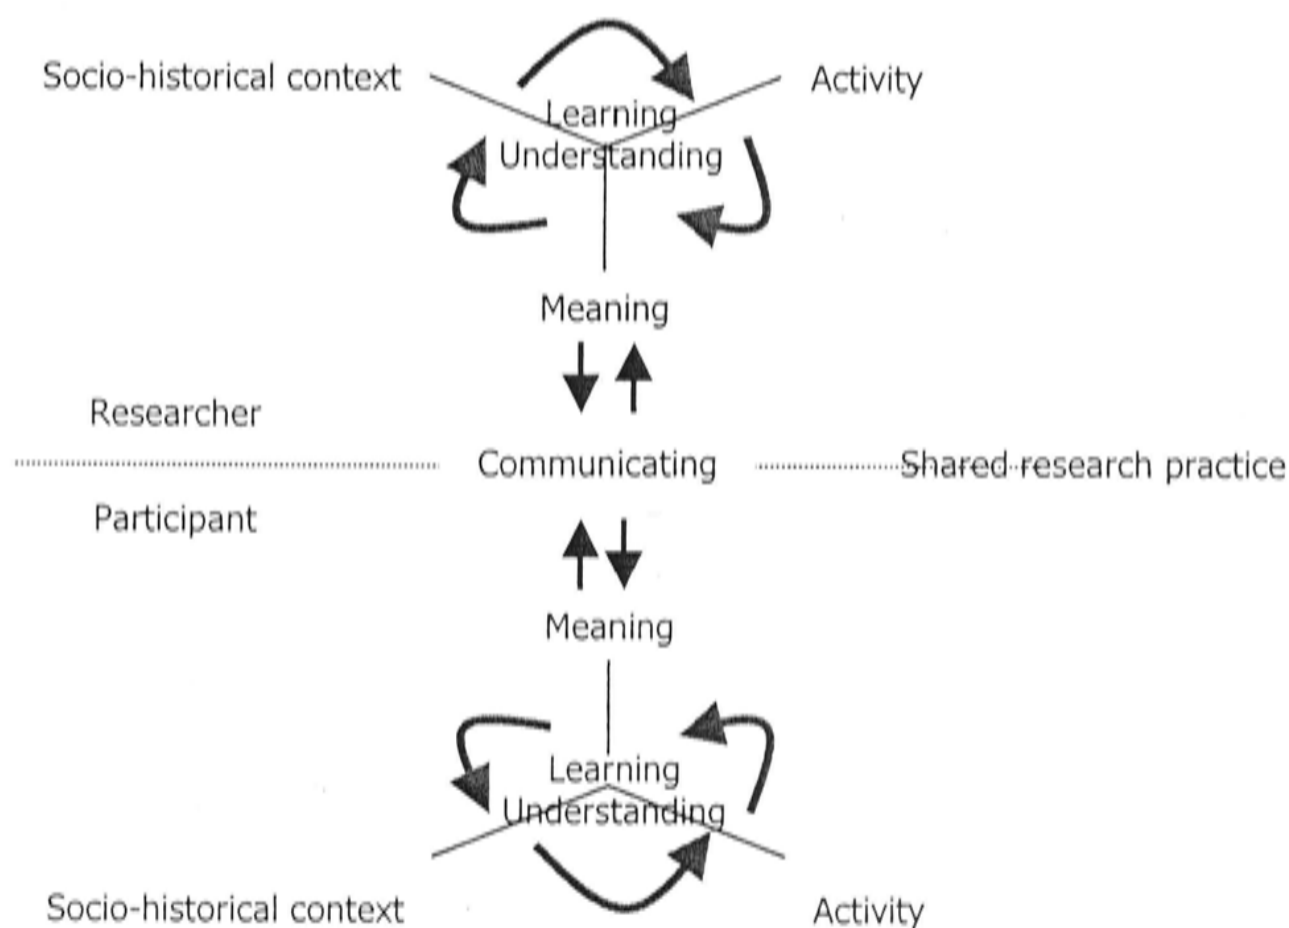 Socio-historical context
Activity
Learning
Understanding
Meaning
Researcher
Communicating
Shared research practice
Participant
Meaning
Learning
Understanding
Socio-historical context
Activity